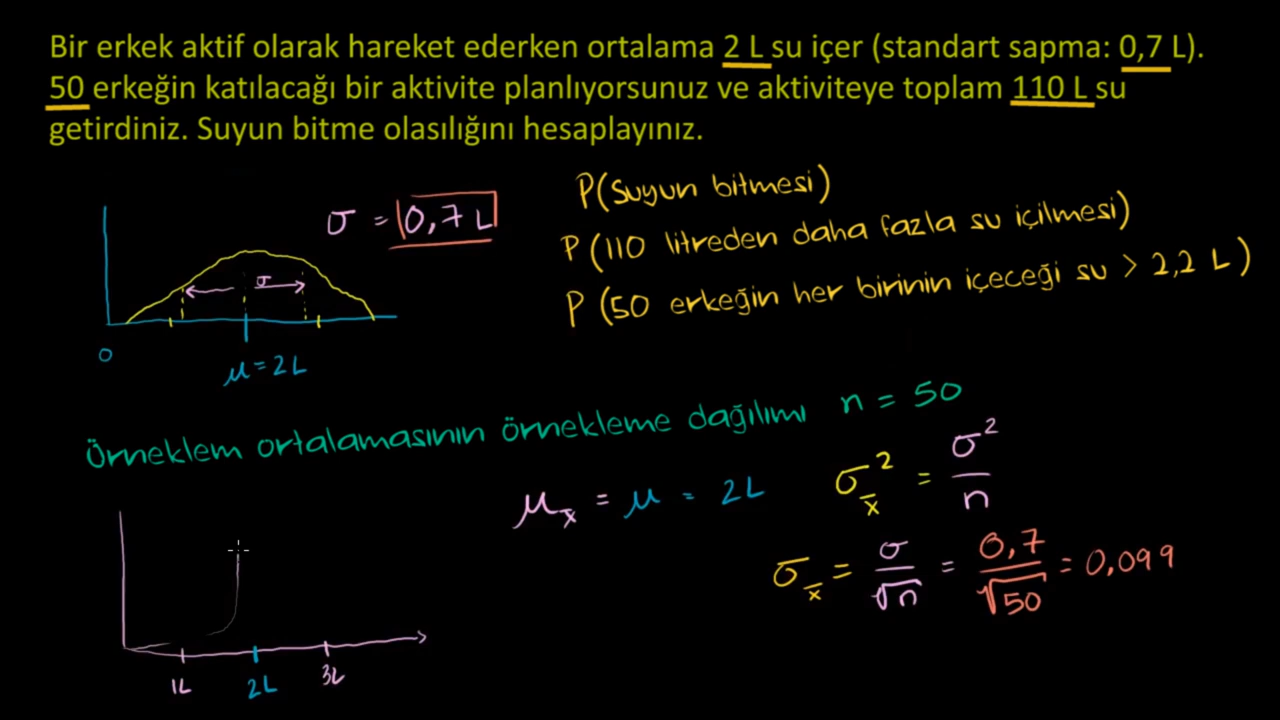 Bir erkek aktif olarak hareket ederken ortalama 2 L su içer (standart sapma: 0,7 L).
50 erkeğin katılacağı bir aktivite planlıyorsunuz ve aktiviteye toplam 110 L su
getirdiniz. Suyun bitme olasılığını hesaplayınız.
P(suyun bitmesi)
σ = 0,7 L
P(110 litreden daha fazla su içilmesi)
P(50 erkeğin her birinin içeceği su > 2,2 L)
σ
0
μ = 2L
Örneklem ortalamasının örnekleme dağılımı n = 50
μ_x̄ = μ = 2L
σ_x̄² = σ²/n
σ_x̄ = σ/√n = 0,7/√50 = 0,099
1L 2L 3L